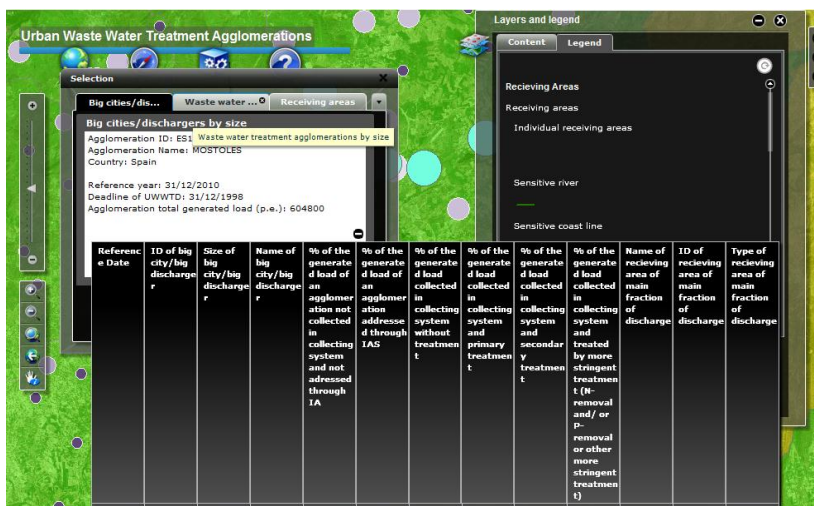 Urban Waste Water Treatment Agglomerations
Layers and legend
Content
Legend
Recieving Areas
Receiving areas
Individual receiving areas
Sensitive river
Sensitive coast line
Selection
Big cities/dis...
Waste water ...
Receiving areas
Big cities/dischargers by size
Waste water treatment agglomerations by size
Agglomeration ID: ES1
Agglomeration Name: MOSTOLES
Country: Spain
Reference year: 31/12/2010
Deadline of UWWTD: 31/12/1998
Agglomeration total generated load (p.e.): 604800
Referenc
e Date
ID of big
city/big
discharge
r
Size of
big
city/big
discharge
r
Name of
big
city/big
discharge
r
% of the
generate
d load of
an
agglomer
ation not
collected
in
collecting
system
and not
adressed
through
IA
% of the
generate
d load of
an
agglomer
ation
addresse
d through
IAS
% of the
generate
d load
collected
in
collecting
system
without
treatmen
t
% of the
generate
d load
collected
in
collecting
system
and
primary
treatmen
t
% of the
generate
d load
collected
in
collecting
system
and
secondar
y
treatmen
t
% of the
generate
d load
collected
in
collecting
system
and
treated
by more
stringent
treatmen
t (N-
removal
and/ or
P-
removal
or other
more
stringent
treatmen
t)
Name of
recieving
area of
main
fraction
of
discharge
ID of
recieving
area of
main
fraction
of
discharge
Type of
recieving
area of
main
fraction
of
discharge